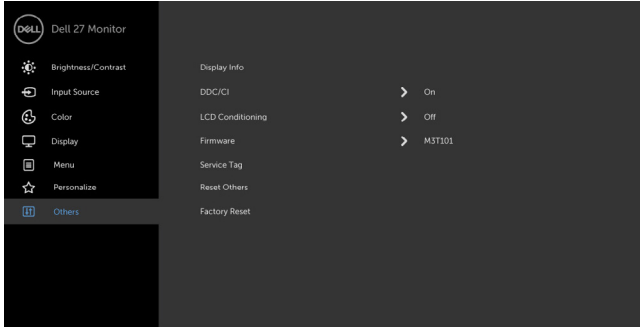 DELL Dell 27 Monitor
Brightness/Contrast Display Info
Input Source DDC/CI On
Color LCD Conditioning Off
Display Firmware M3T101
Menu Service Tag
Personalize Reset Others
Others Factory Reset